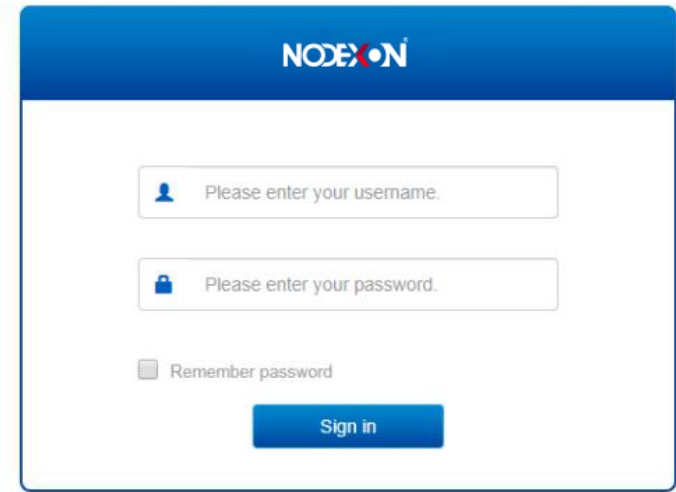 NODEXON
Please enter your username.
Please enter your password.
Remember password
Sign in